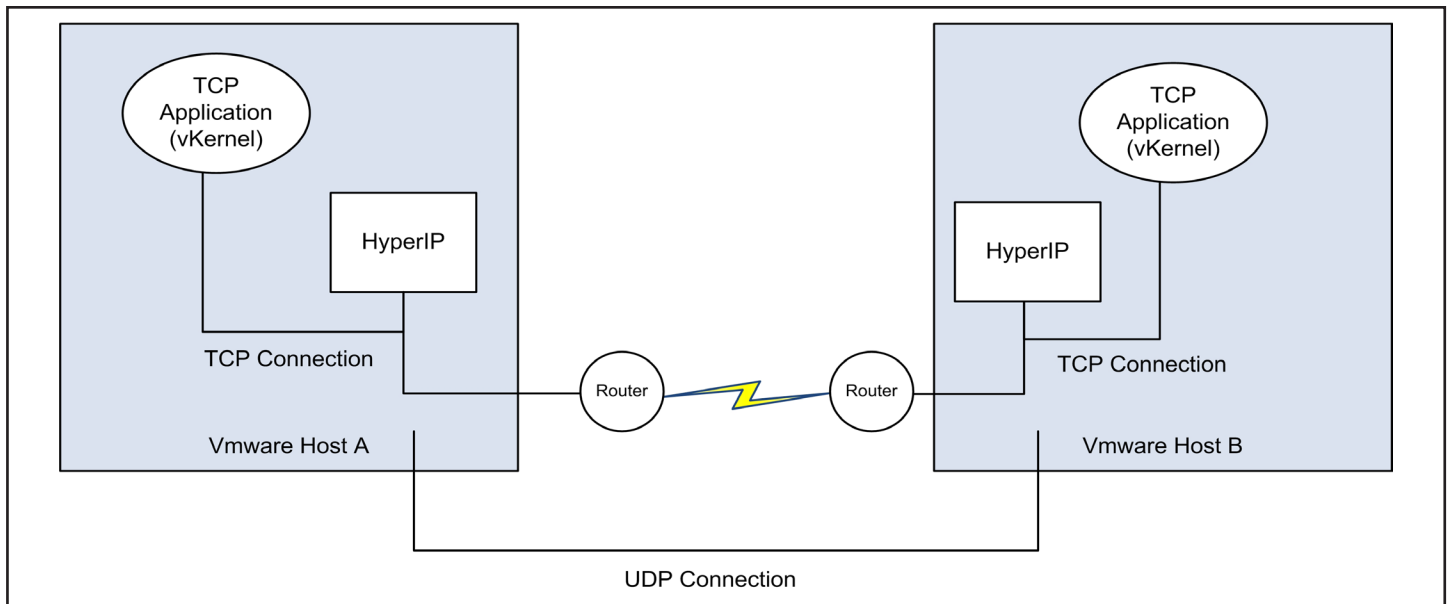 TCP
Application
(vKernel)
HyperIP
TCP Connection
Vmware Host A
Router
Router
TCP
Application
(vKernel)
HyperIP
TCP Connection
Vmware Host B
UDP Connection